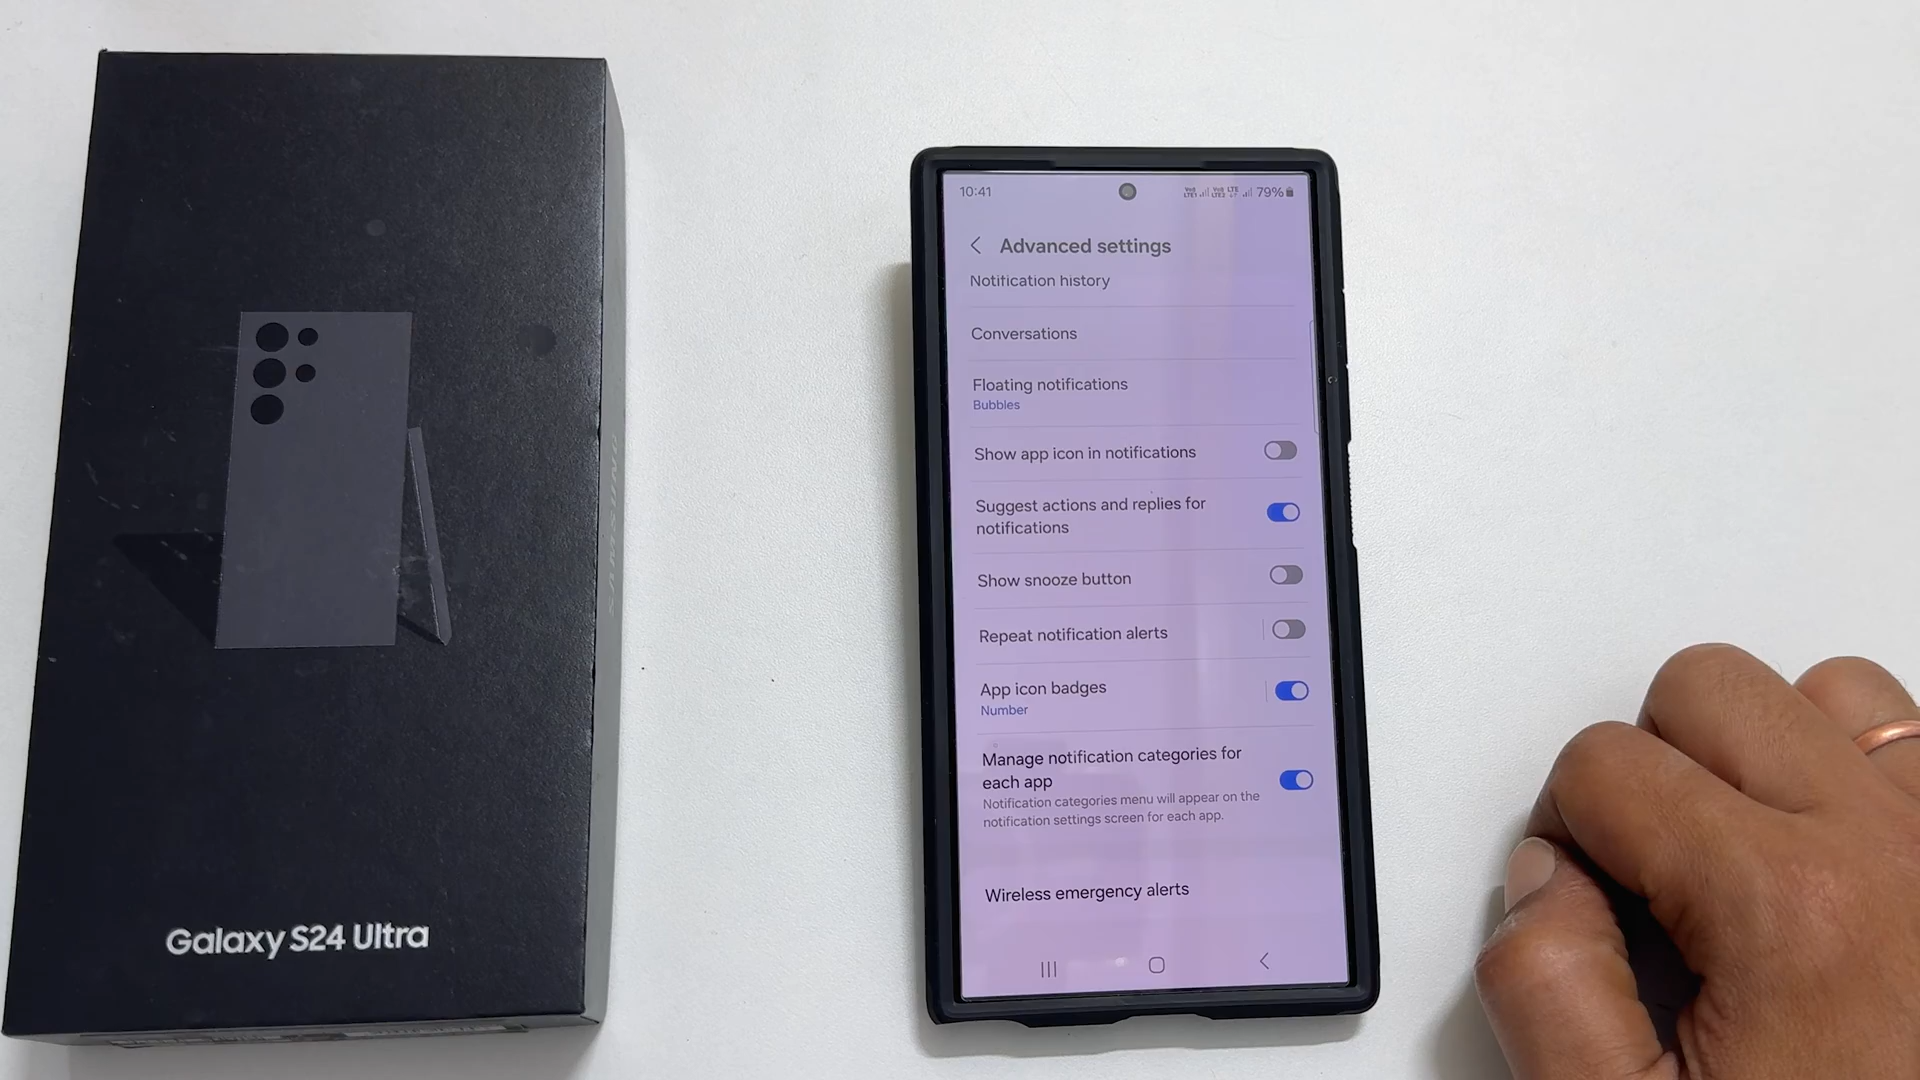 Galaxy S24 Ultra
SAMSUNG
10:41
79%
Advanced settings
Notification history
Conversations
Floating notifications
Bubbles
Show app icon in notifications
Suggest actions and replies for
notifications
Show snooze button
Repeat notification alerts
App icon badges
Number
Manage notification categories for
each app
Notification categories menu will appear on the
notification settings screen for each app.
Wireless emergency alerts